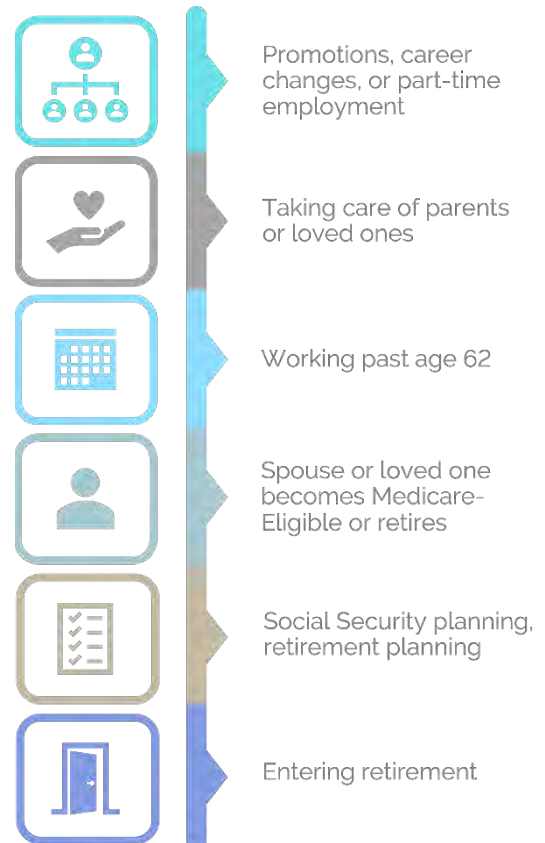 Promotions, career
changes, or part-time
employment
Taking care of parents
or loved ones
Working past age 62
Spouse or loved one
becomes Medicare-
Eligible or retires
Social Security planning,
retirement planning
Entering retirement